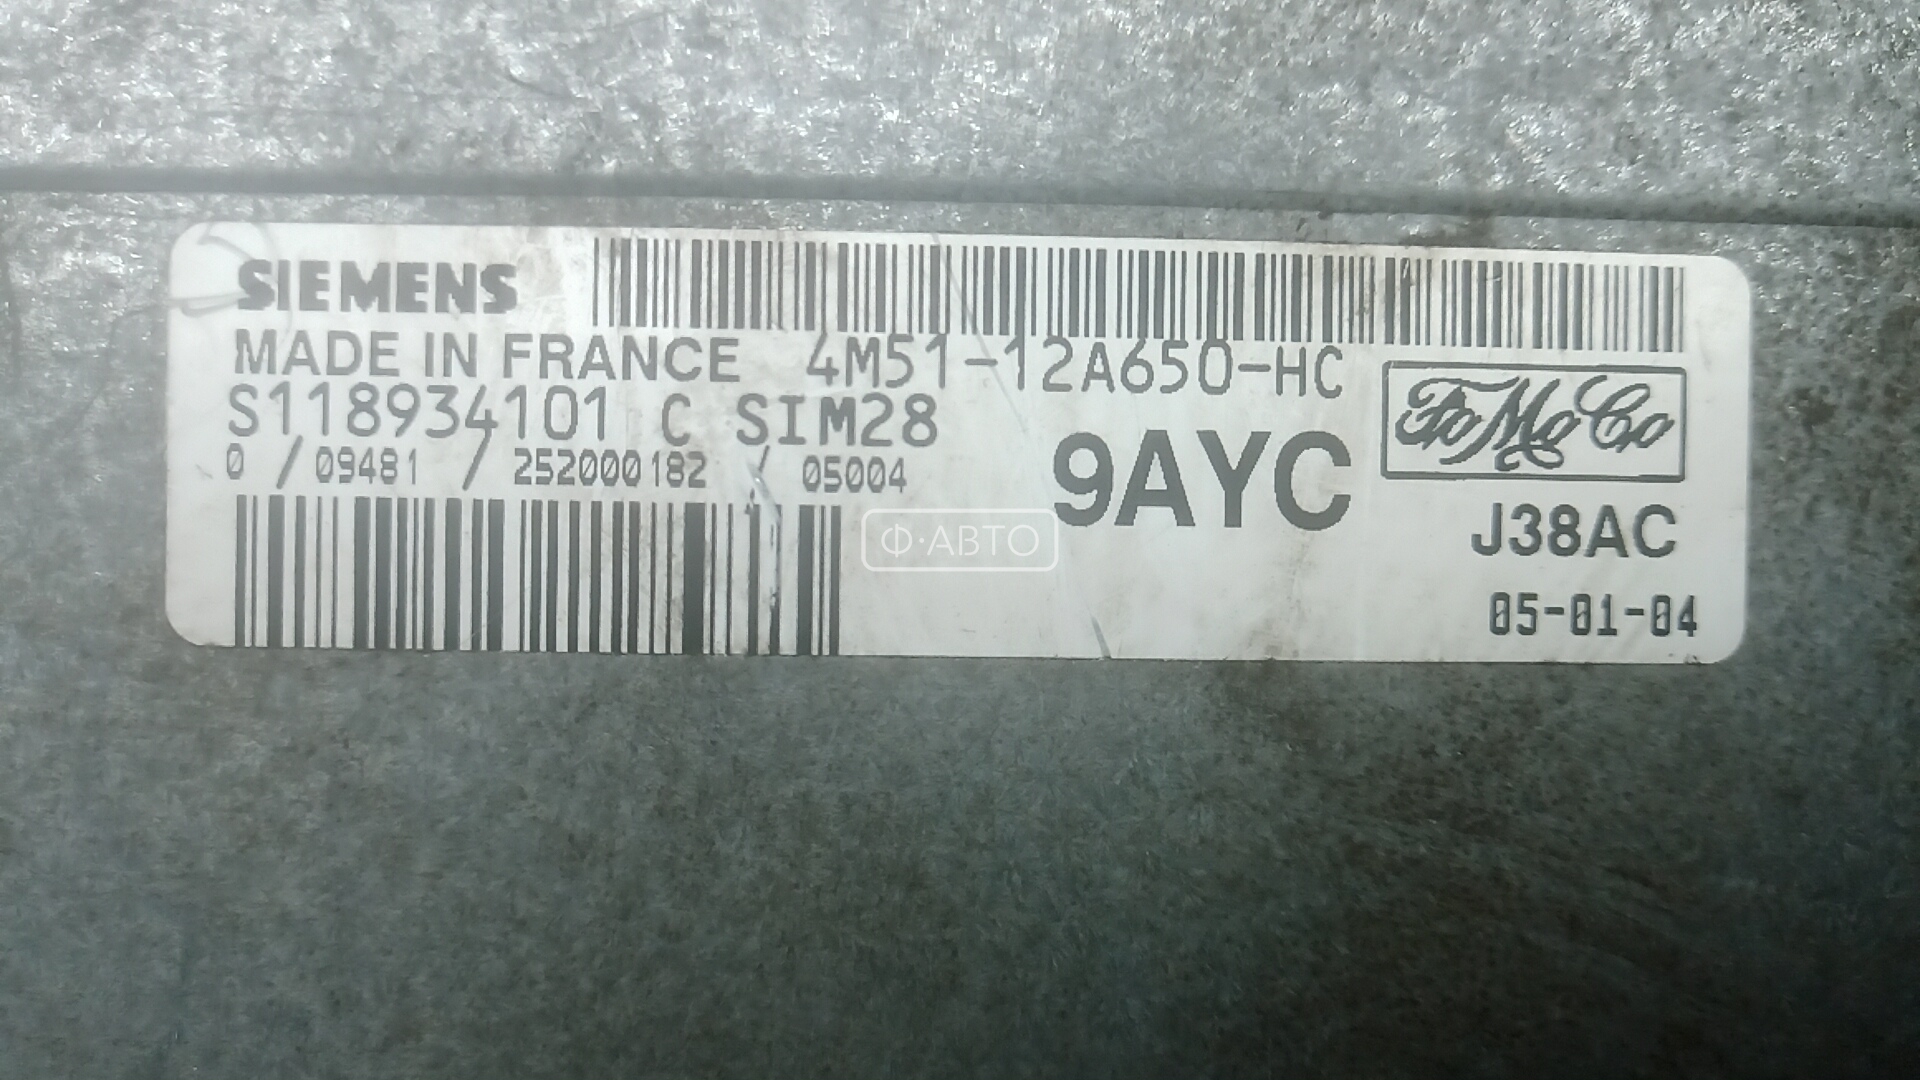 SIEMENS
MADE IN FRANCE 4M51-12A650-HC
S118934101 C SIM28
0 / 09481 / 252000182 / 05004
9AYC
FoMoCo
J38AC
05-01-04
Ф·АВТО